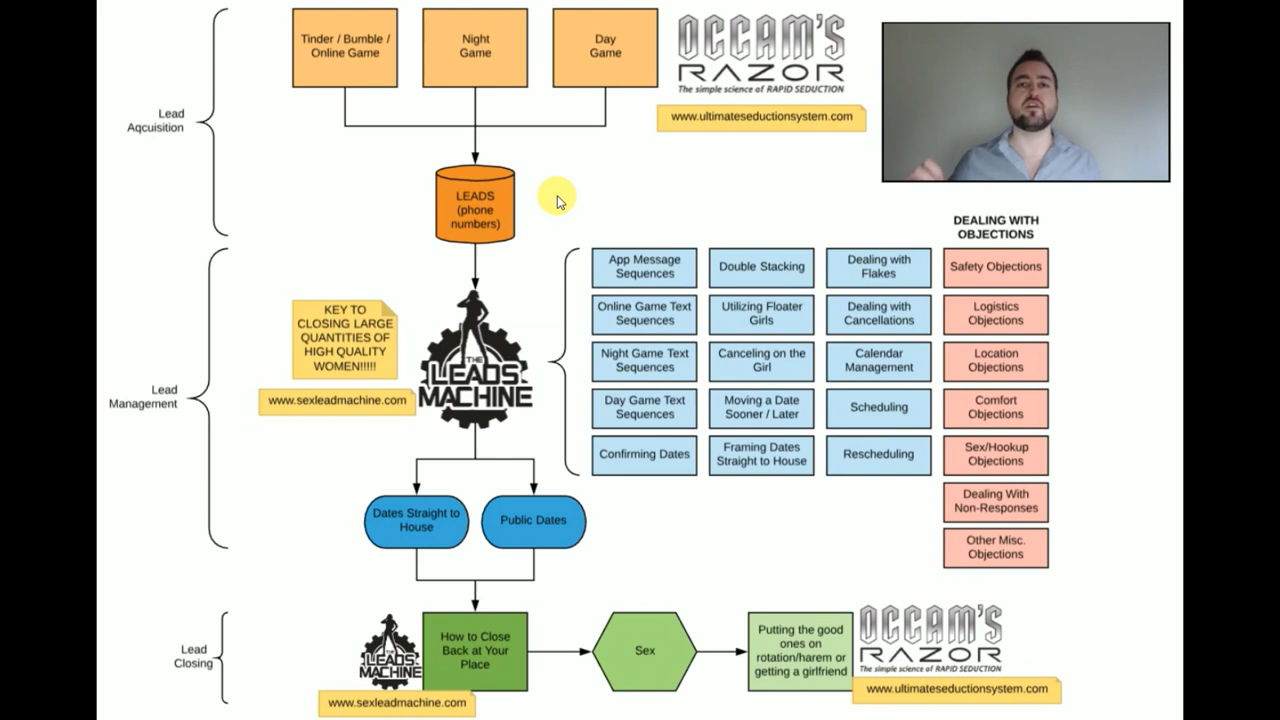 Tinder / Bumble /
Online Game
Night
Game
Day
Game
OCCAM'S
RAZOR
The simple science of RAPID SEDUCTION
www.ultimateseductionsystem.com
Lead
Aqcuisition
LEADS
(phone
numbers)
DEALING WITH
OBJECTIONS
App Message
Sequences
Double Stacking
Dealing with
Flakes
Safety Objections
Online Game Text
Sequences
Utilizing Floater
Girls
Dealing with
Cancellations
Logistics
Objections
Night Game Text
Sequences
Canceling on the
Girl
Calendar
Management
Location
Objections
Day Game Text
Sequences
Moving a Date
Sooner / Later
Scheduling
Comfort
Objections
Confirming Dates
Framing Dates
Straight to House
Rescheduling
Sex/Hookup
Objections
Dealing With
Non-Responses
Other Misc.
Objections
KEY TO
CLOSING LARGE
QUANTITIES OF
HIGH QUALITY
WOMEN!!!!!
www.sexleadmachine.com
THE
LEADS
MACHINE
Lead
Management
Dates Straight to
House
Public Dates
Lead
Closing
THE
LEADS
MACHINE
www.sexleadmachine.com
How to Close
Back at Your
Place
Sex
Putting the good
ones on
rotation/harem or
getting a girlfriend
OCCAM'S
RAZOR
The simple science of RAPID SEDUCTION
www.ultimateseductionsystem.com